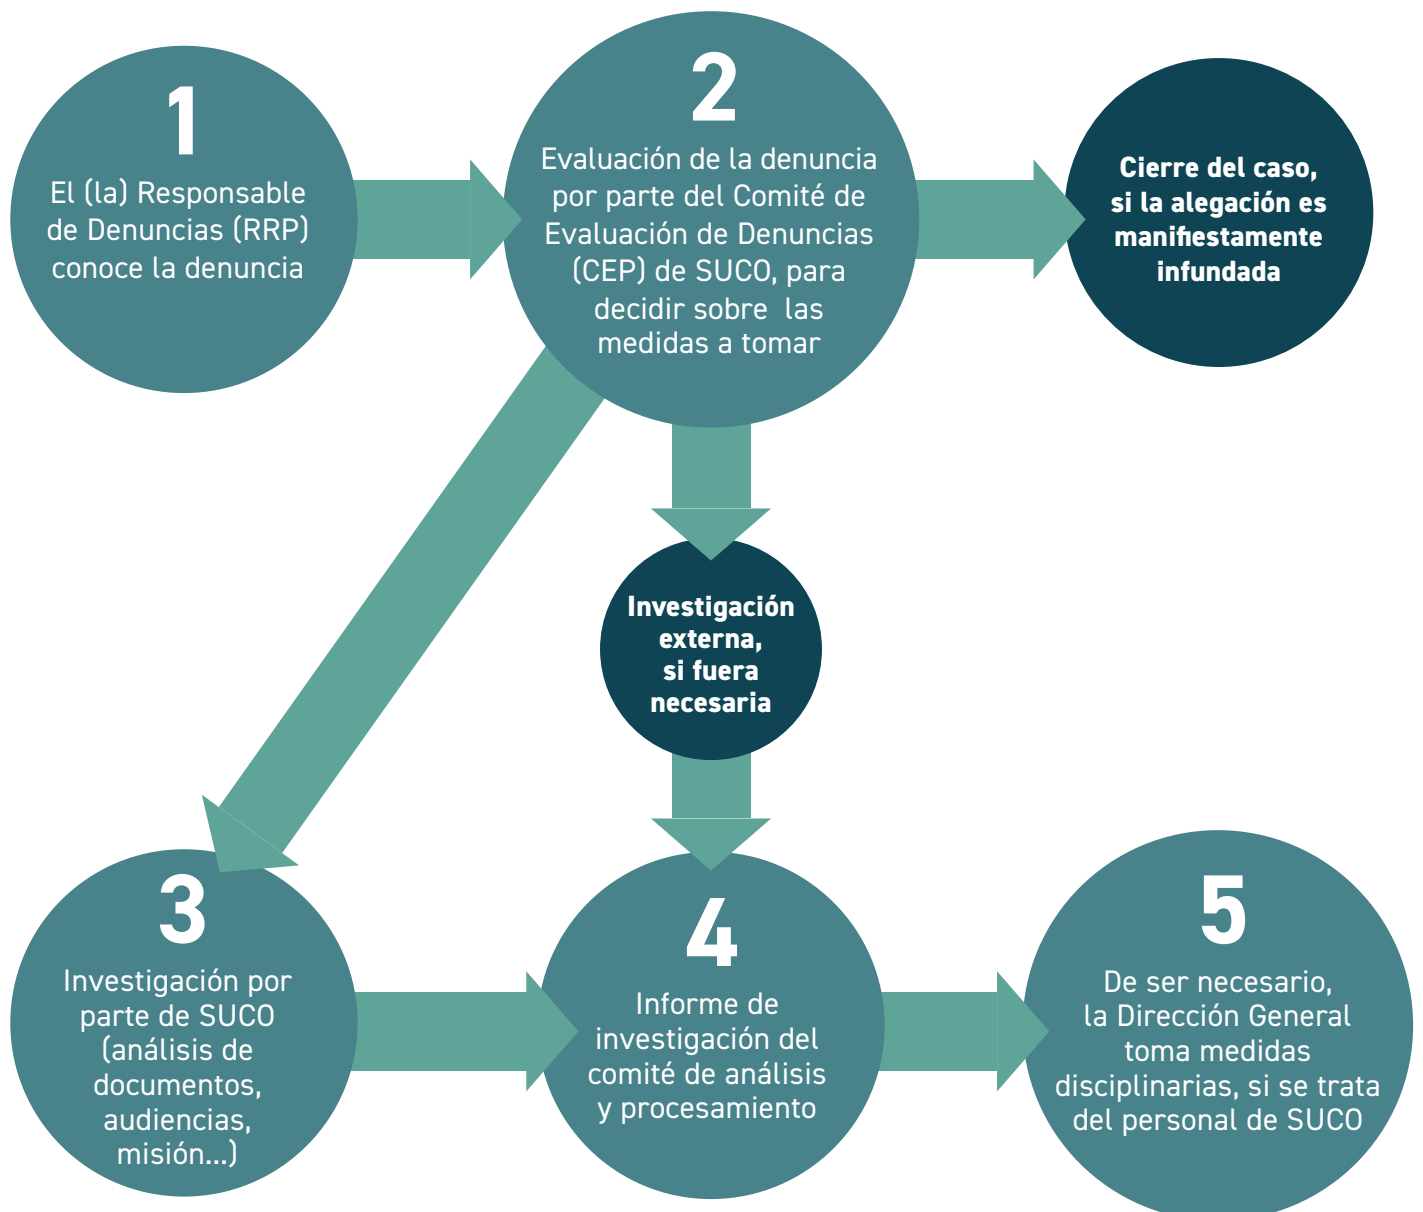 1
El (la) Responsable
de Denuncias (RRP)
conoce la denuncia
2
Evaluación de la denuncia
por parte del Comité de
Evaluación de Denuncias
(CEP) de SUCO, para
decidir sobre las
medidas a tomar
Cierre del caso,
si la alegación es
manifiestamente
infundada
Investigación
externa,
si fuera
necesaria
3
Investigación por
parte de SUCO
(análisis de
documentos,
audiencias,
misión...)
4
Informe de
investigación del
comité de análisis
y procesamiento
5
De ser necesario,
la Dirección General
toma medidas
disciplinarias, si se trata
del personal de SUCO